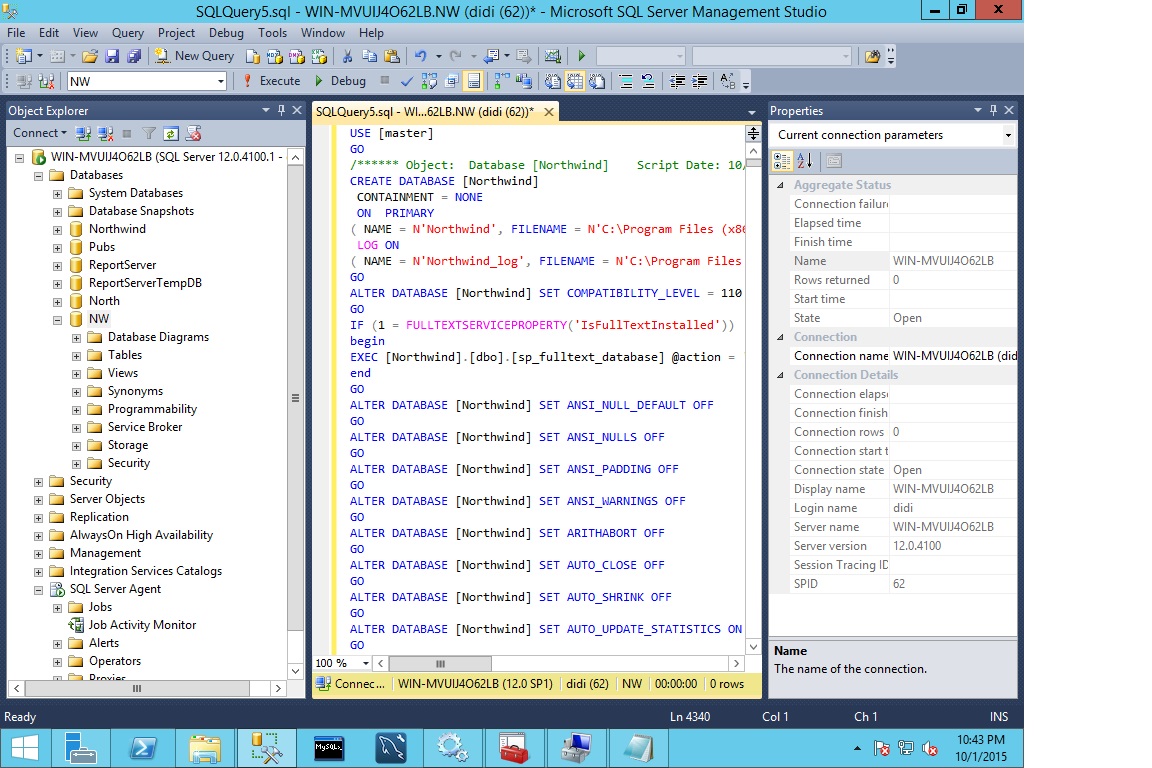 SQLQuery5.sql - WIN-MVUIJ4O62LB.NW (didi (62))* - Microsoft SQL Server Management Studio
File Edit View Query Project Debug Tools Window Help
New Query
NW Execute Debug
Object Explorer
Connect
WIN-MVUIJ4O62LB (SQL Server 12.0.4100.1 -
Databases
System Databases
Database Snapshots
Northwind
Pubs
ReportServer
ReportServerTempDB
North
NW
Database Diagrams
Tables
Views
Synonyms
Programmability
Service Broker
Storage
Security
Security
Server Objects
Replication
AlwaysOn High Availability
Management
Integration Services Catalogs
SQL Server Agent
Jobs
Job Activity Monitor
Alerts
Operators
Proxies
SQLQuery5.sql - WI...62LB.NW (didi (62))*
USE [master]
GO
/****** Object:  Database [Northwind]    Script Date: 10/
CREATE DATABASE [Northwind]
CONTAINMENT = NONE
ON  PRIMARY
( NAME = N'Northwind', FILENAME = N'C:\Program Files (x86
LOG ON
( NAME = N'Northwind_log', FILENAME = N'C:\Program Files
GO
ALTER DATABASE [Northwind] SET COMPATIBILITY_LEVEL = 110
GO
IF (1 = FULLTEXTSERVICEPROPERTY('IsFullTextInstalled'))
begin
EXEC [Northwind].[dbo].[sp_fulltext_database] @action = '
end
GO
ALTER DATABASE [Northwind] SET ANSI_NULL_DEFAULT OFF
GO
ALTER DATABASE [Northwind] SET ANSI_NULLS OFF
GO
ALTER DATABASE [Northwind] SET ANSI_PADDING OFF
GO
ALTER DATABASE [Northwind] SET ANSI_WARNINGS OFF
GO
ALTER DATABASE [Northwind] SET ARITHABORT OFF
GO
ALTER DATABASE [Northwind] SET AUTO_CLOSE OFF
GO
ALTER DATABASE [Northwind] SET AUTO_SHRINK OFF
GO
ALTER DATABASE [Northwind] SET AUTO_UPDATE_STATISTICS ON
GO
100 %
Connec... WIN-MVUIJ4O62LB (12.0 SP1) didi (62) NW 00:00:00 0 rows
Properties
Current connection parameters
Aggregate Status
Connection failure
Elapsed time
Finish time
Name WIN-MVUIJ4O62LB
Rows returned 0
Start time
State Open
Connection
Connection name WIN-MVUIJ4O62LB (did
Connection Details
Connection elaps
Connection finish
Connection rows 0
Connection start t
Connection state Open
Display name WIN-MVUIJ4O62LB
Login name didi
Server name WIN-MVUIJ4O62LB
Server version 12.0.4100
Session Tracing ID
SPID 62
Name
The name of the connection.
Ready Ln 4340 Col 1 Ch 1 INS
10:43 PM
10/1/2015